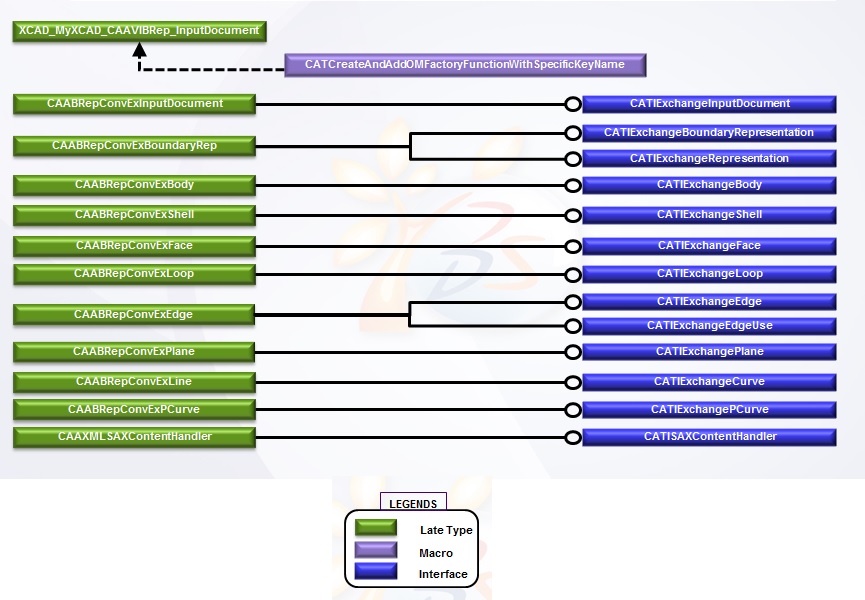 XCAD_MyXCAD_CAAVIBRep_InputDocument
CATCreateAndAddOMFactoryFunctionWithSpecificKeyName
CAABRepConvExInputDocument
CATIExchangeInputDocument
CAABRepConvExBoundaryRep
CATIExchangeBoundaryRepresentation
CATIExchangeRepresentation
CAABRepConvExBody
CATIExchangeBody
CAABRepConvExShell
CATIExchangeShell
CAABRepConvExFace
CATIExchangeFace
CAABRepConvExLoop
CATIExchangeLoop
CAABRepConvExEdge
CATIExchangeEdge
CATIExchangeEdgeUse
CAABRepConvExPlane
CATIExchangePlane
CAABRepConvExLine
CATIExchangeCurve
CAABRepConvExPCurve
CATIExchangePCurve
CAAXMLSAXContentHandler
CATISAXContentHandler
LEGENDS
Late Type
Macro
Interface